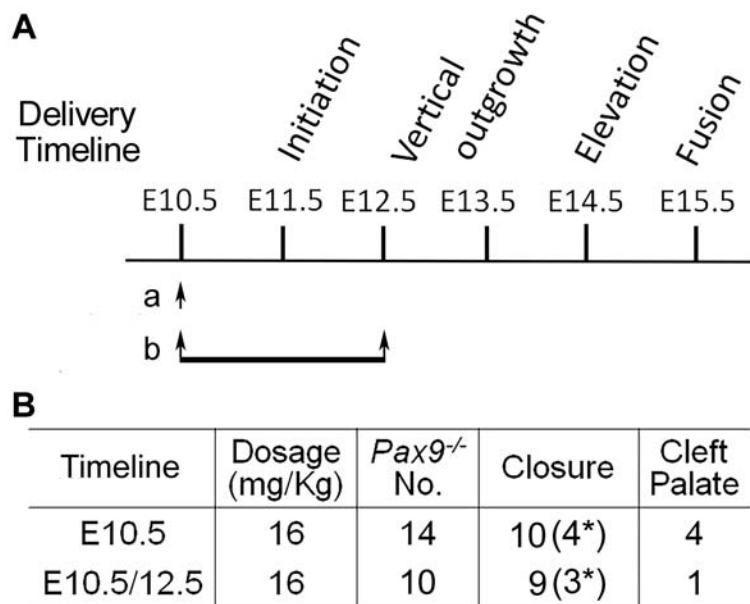 A
Delivery
Timeline
Initiation
Vertical
outgrowth
Elevation
Fusion
E10.5 E11.5 E12.5 E13.5 E14.5 E15.5
a
b
B
Timeline Dosage (mg/Kg) Pax9-/- No. Closure Cleft Palate
E10.5 16 14 10(4*) 4
E10.5/12.5 16 10 9(3*) 1